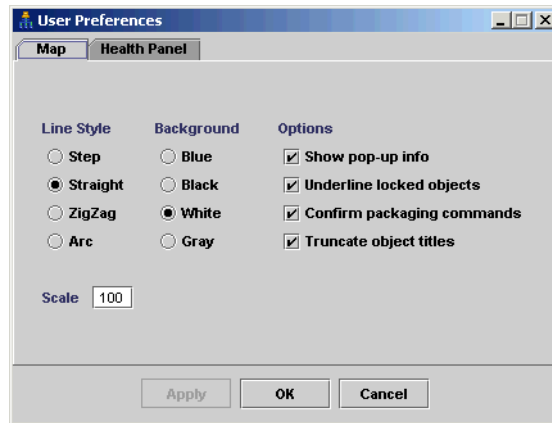 User Preferences
Map Health Panel
Line Style Background Options
Step Blue Show pop-up info
Straight Black Underline locked objects
ZigZag White Confirm packaging commands
Arc Gray Truncate object titles
Scale 100
Apply OK Cancel